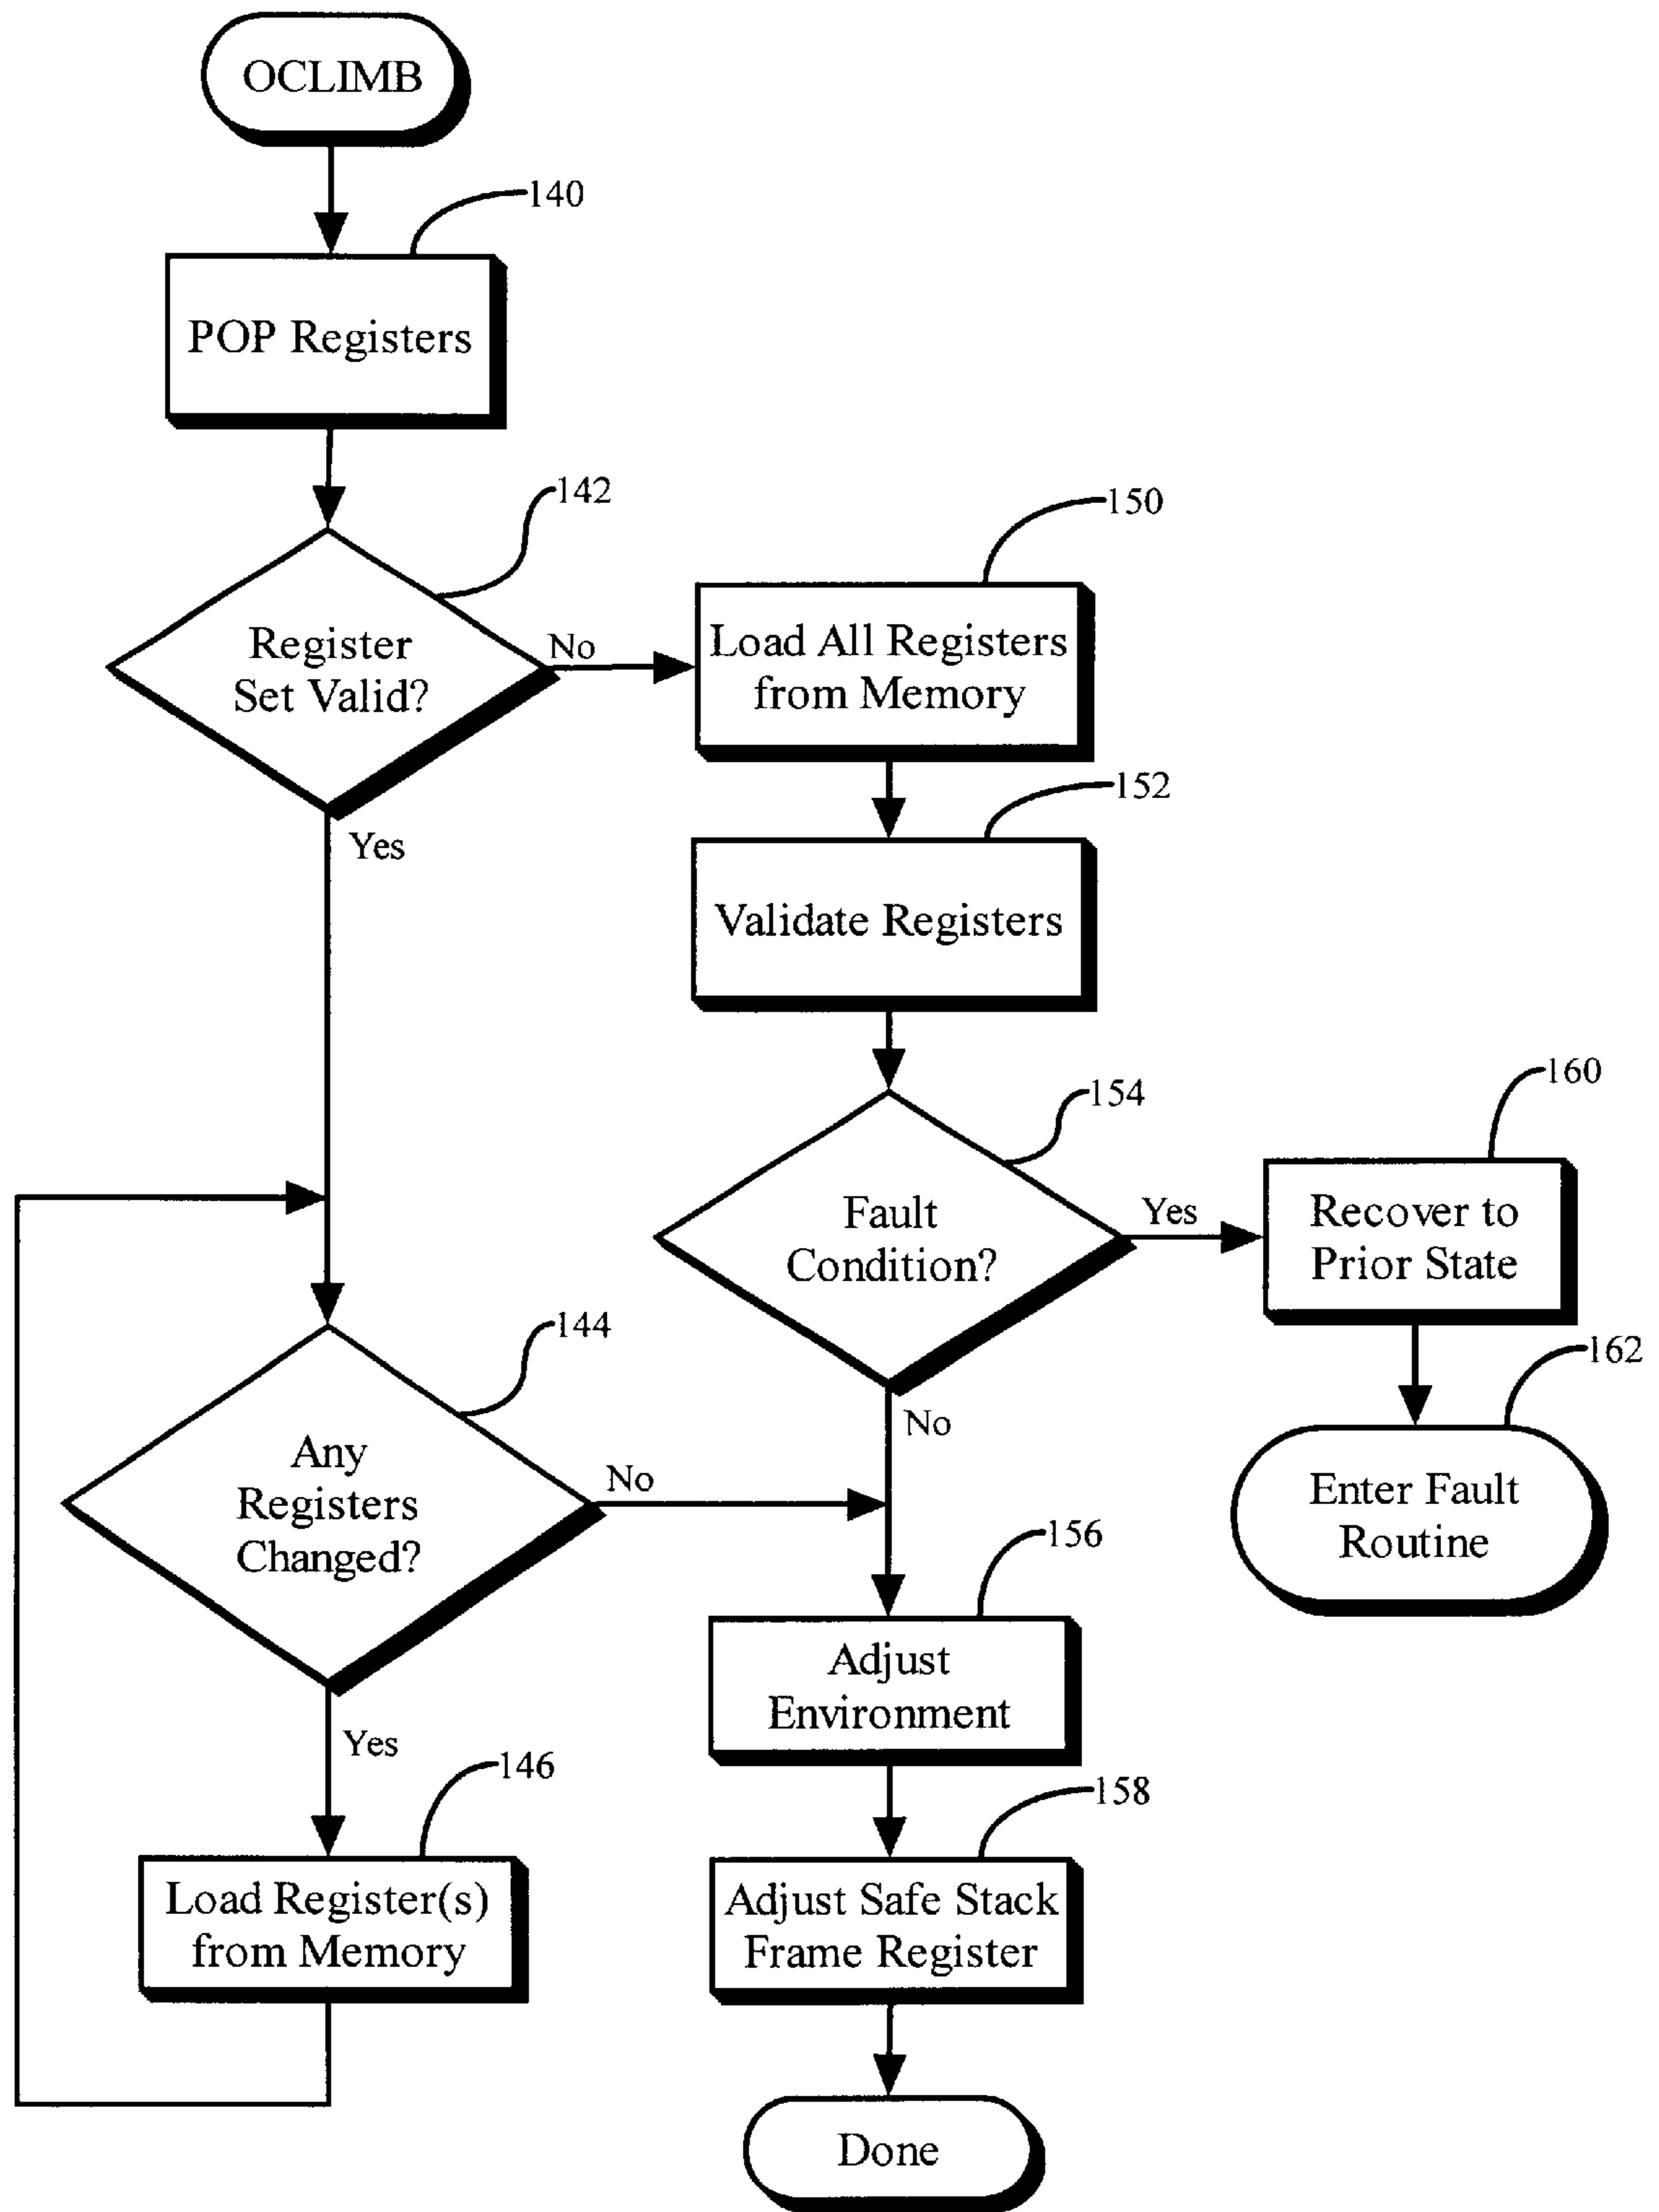 OCLIMB
140
POP Registers
142
Register
Set Valid?
No
Yes
150
Load All Registers
from Memory
152
Validate Registers
154
Fault
Condition?
Yes
No
160
Recover to
Prior State
162
Enter Fault
Routine
144
Any
Registers
Changed?
No
Yes
146
Load Register(s)
from Memory
156
Adjust
Environment
158
Adjust Safe Stack
Frame Register
Done